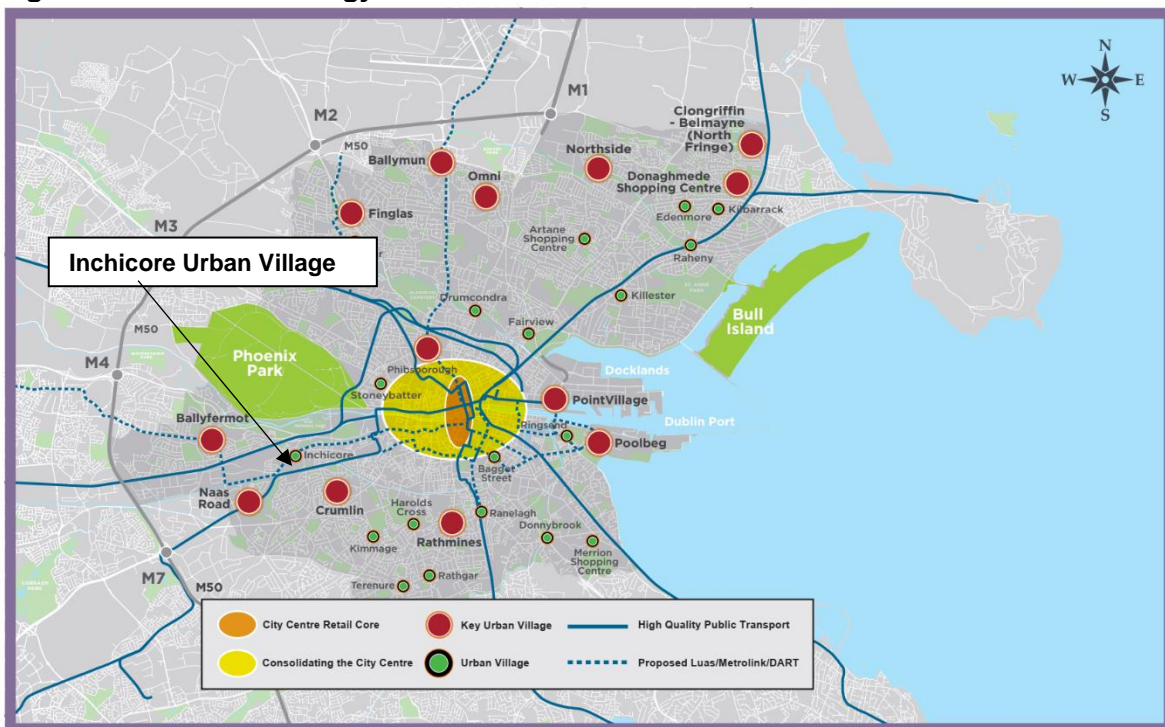 N
W E
S
M1
M2
Clongriffin
- Belmayne
(North
Fringe)
M50
Ballymun
Northside
Omni
Donaghmede
Shopping Centre
Finglas
Edenmore
Kilbarrack
M3
Artane
Shopping
Centre
Raheny
Inchicore Urban Village
Drumcondra
Killester
Fairview
Bull
Island
M50
M4
Phoenix
Park
Phibsborough
Docklands
Stoneybatter
PointVillage
Dublin Port
Ballyfermot
Ringsend
Poolbeg
Inchicore
Baggot
Street
Naas
Road
Crumlin
Harolds
Cross
Ranelagh
Donnybrook
Kimmage
Rathmines
Merrion
Shopping
Centre
M7
M50
Terenure
Rathgar
City Centre Retail Core
Key Urban Village
High Quality Public Transport
Consolidating the City Centre
Urban Village
Proposed Luas/Metrolink/DART